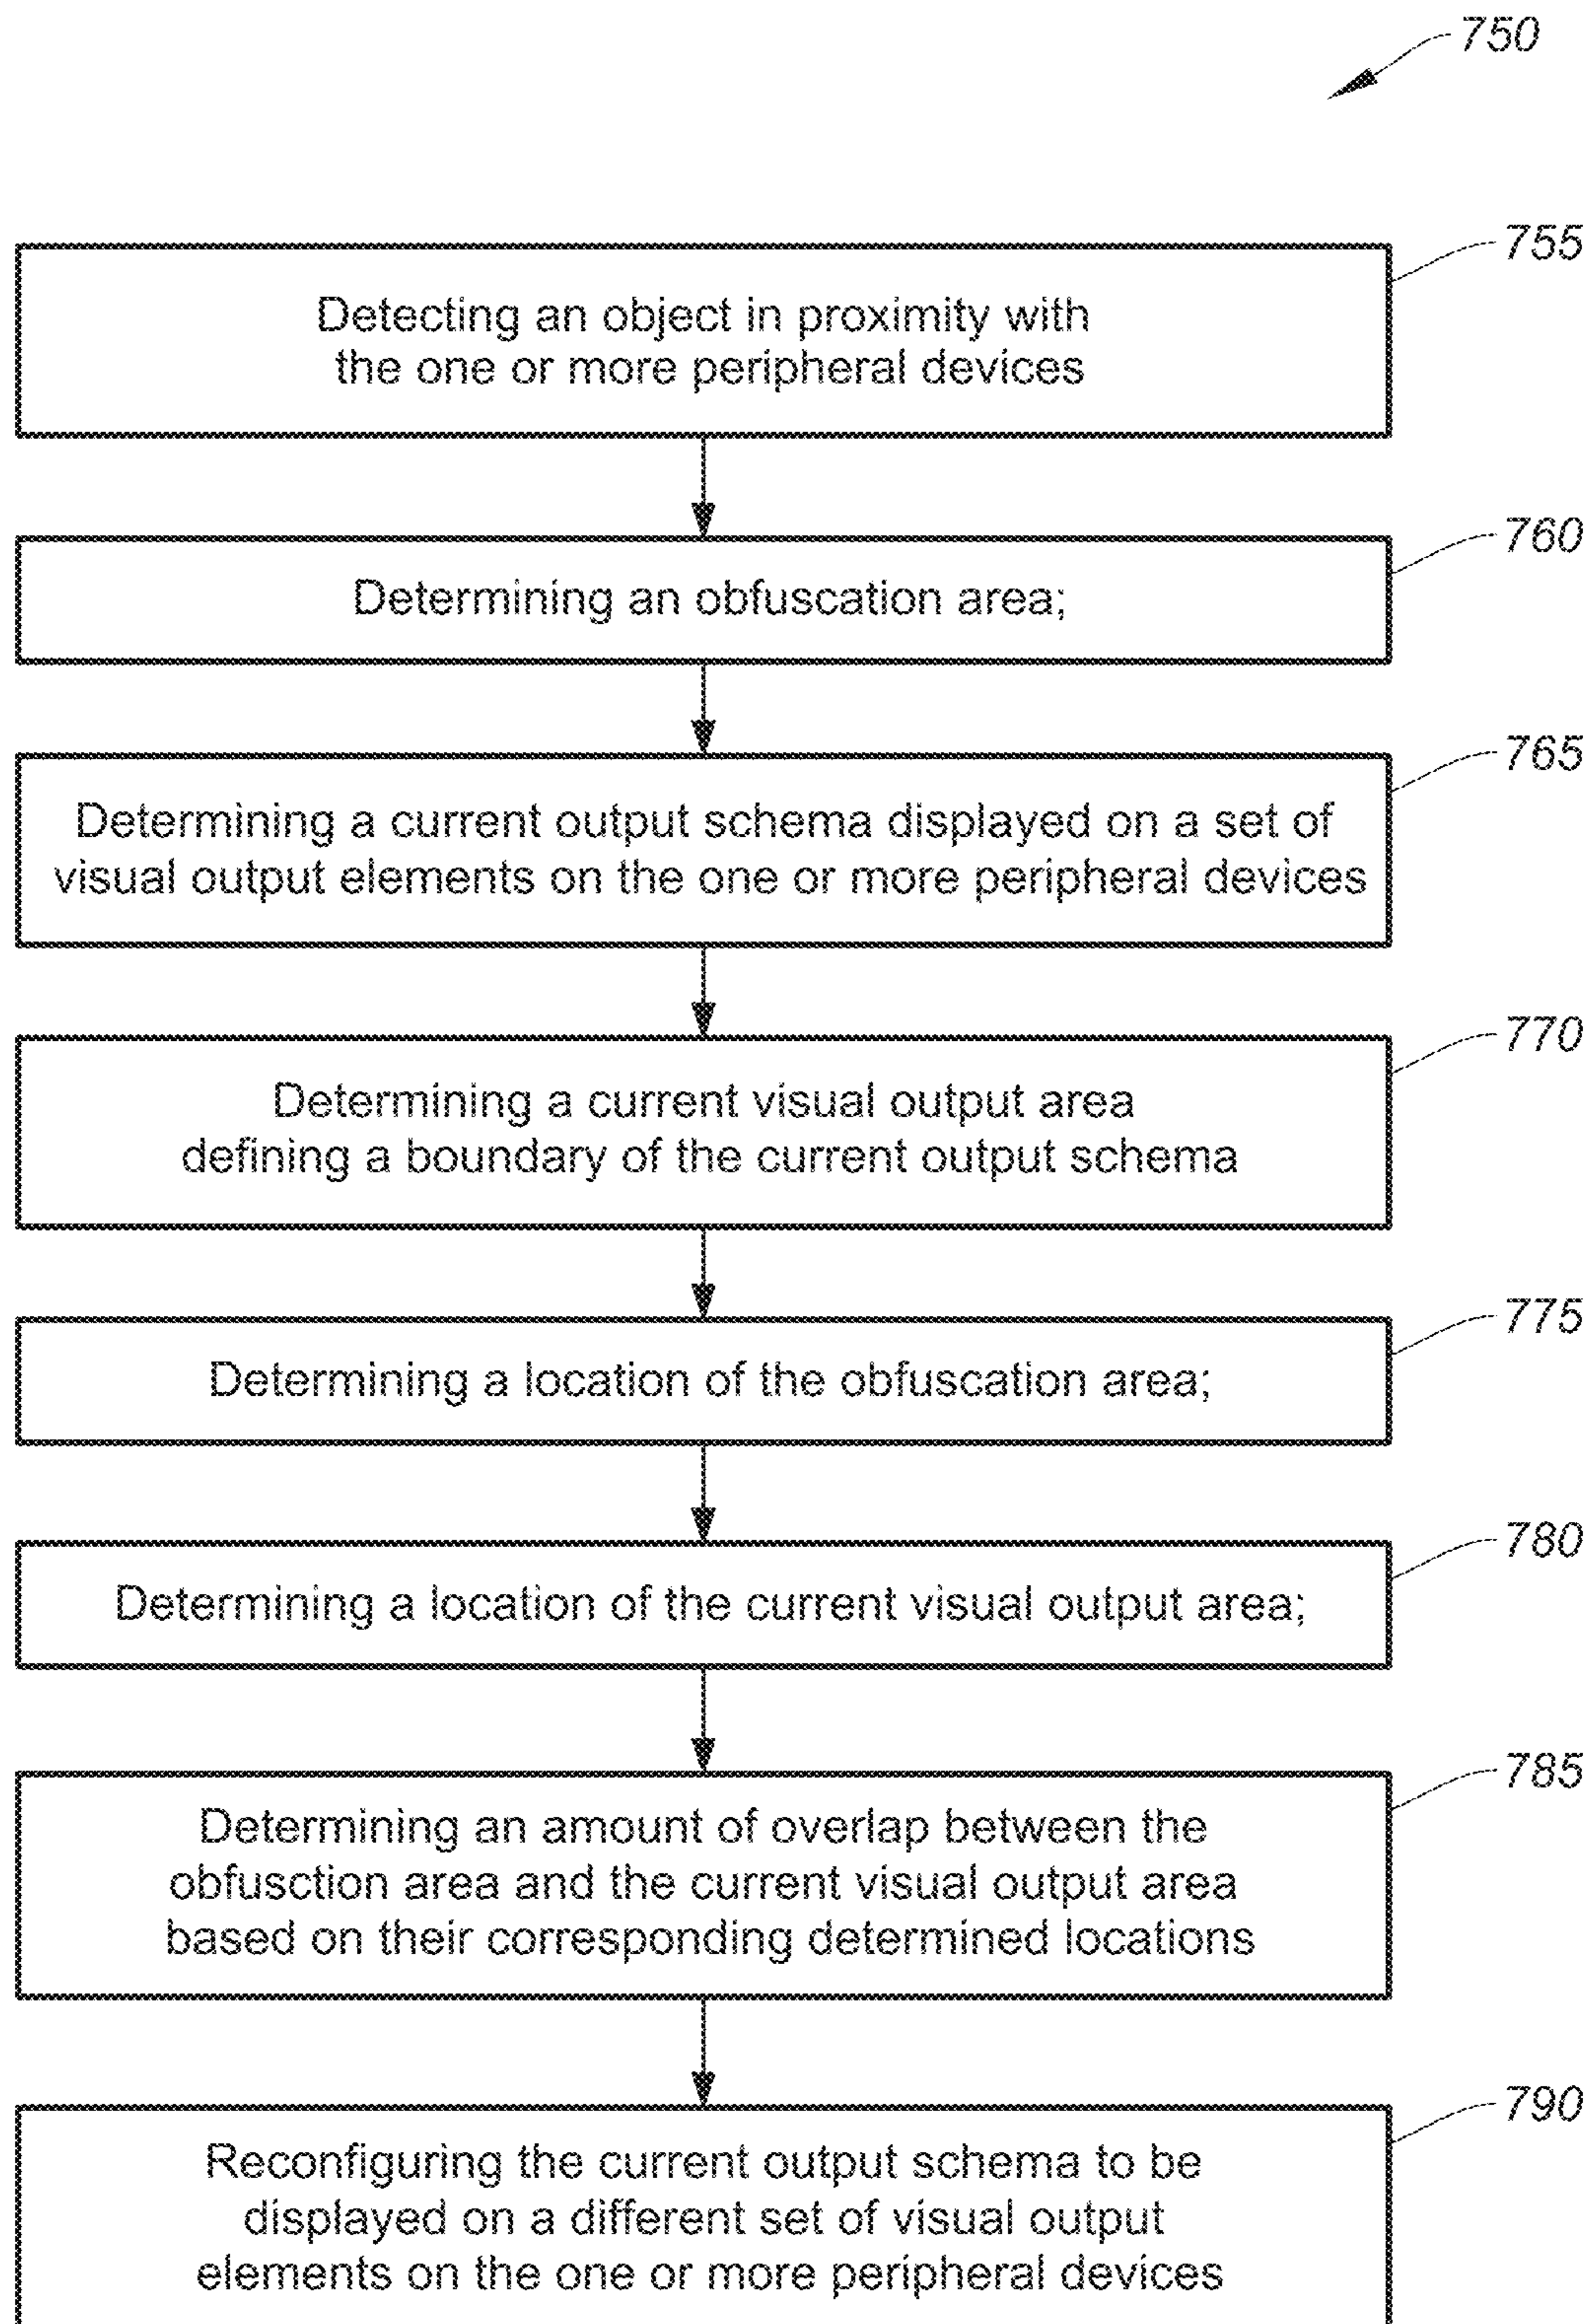 750
755
Detecting an object in proximity with
the one or more peripheral devices
760
Determining an obfuscation area;
765
Determining a current output schema displayed on a set of
visual output elements on the one or more peripheral devices
770
Determining a current visual output area
defining a boundary of the current output schema
775
Determining a location of the obfuscation area;
780
Determining a location of the current visual output area;
785
Determining an amount of overlap between the
obfusction area and the current visual output area
based on their corresponding determined locations
790
Reconfiguring the current output schema to be
displayed on a different set of visual output
elements on the one or more peripheral devices